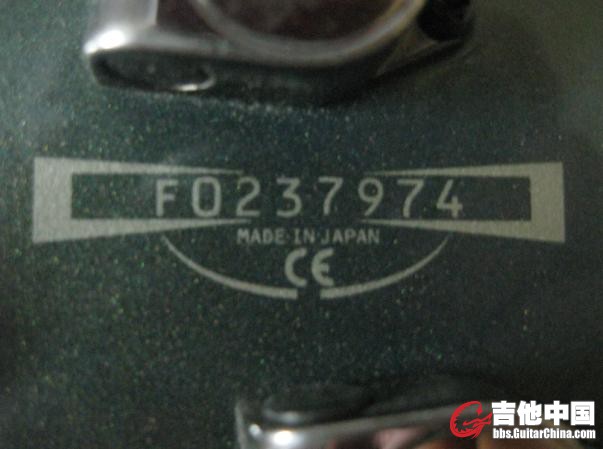 F0237974
MADE IN JAPAN
CE
吉他中国
bbs.GuitarChina.com